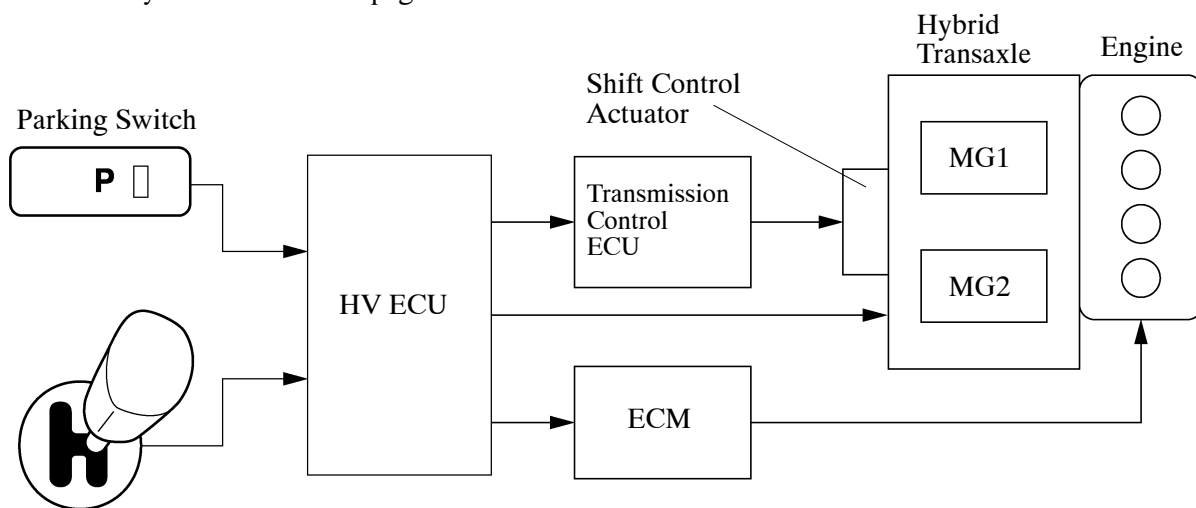 Hybrid
Transaxle
Engine
Shift Control
Actuator
Parking Switch
P
MG1
Transmission
Control
ECU
HV ECU
MG2
ECM